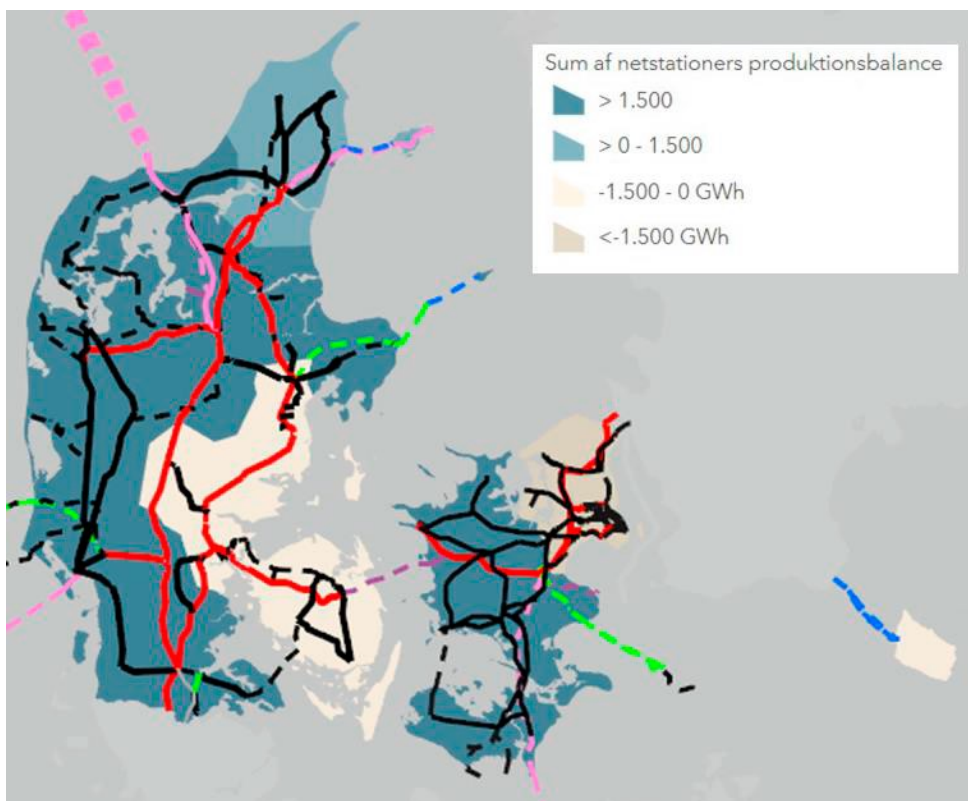 Sum af netstationers produktionsbalance
> 1.500
> 0 - 1.500
-1.500 - 0 GWh
<-1.500 GWh